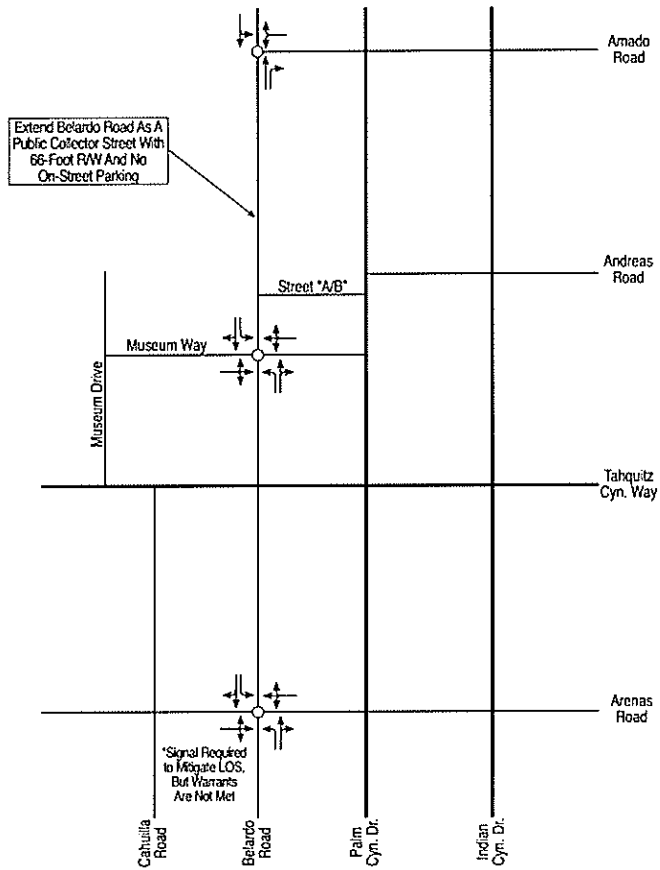 Amado
Road
Extend Belardo Road As A
Public Collector Street With
66-Foot R/W And No
On-Street Parking
Andreas
Road
Street "A/B"
Museum Way
Museum Drive
Tahquitz
Cyn. Way
Arenas
Road
*Signal Required
to Mitigate LOS,
But Warrants
Are Not Met
Cahuilla
Road
Belardo
Road
Palm
Cyn. Dr.
Indian
Cyn. Dr.